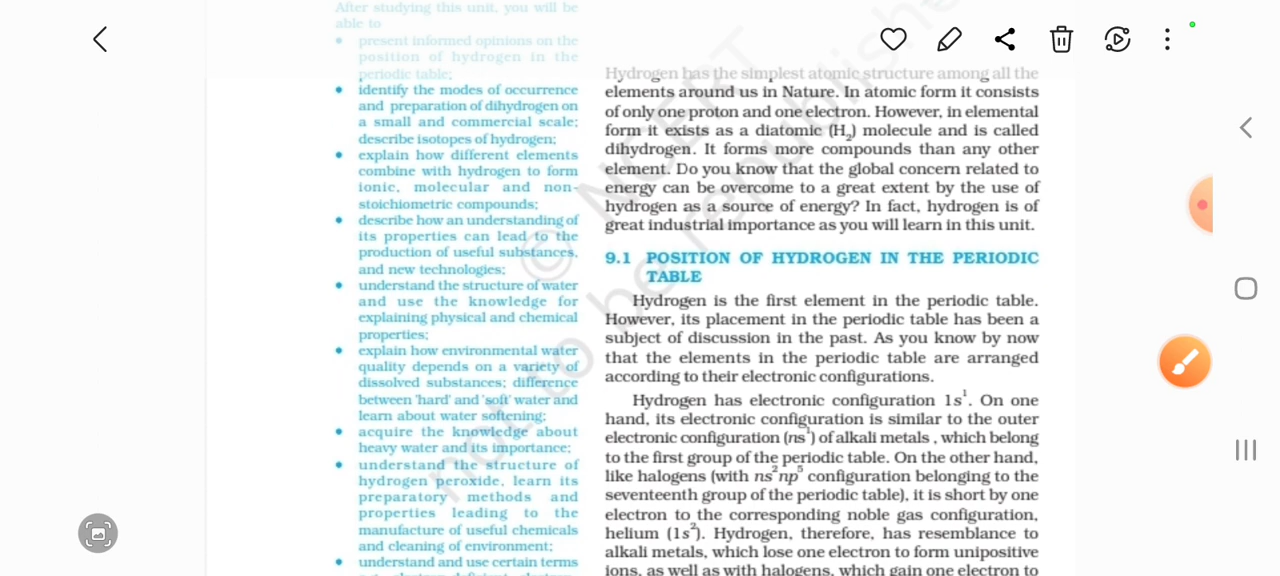 After studying this unit, you will be
able to
• present informed opinions on the
position of hydrogen in the
periodic table;
• identify the modes of occurrence
and preparation of dihydrogen on
a small and commercial scale;
describe isotopes of hydrogen;
• explain how different elements
combine with hydrogen to form
ionic, molecular and non-
stoichiometric compounds;
• describe how an understanding of
its properties can lead to the
production of useful substances,
and new technologies;
• understand the structure of water
and use the knowledge for
explaining physical and chemical
properties;
• explain how environmental water
quality depends on a variety of
dissolved substances; difference
between 'hard' and 'soft' water and
learn about water softening;
• acquire the knowledge about
heavy water and its importance;
• understand the structure of
hydrogen peroxide, learn its
preparatory methods and
properties leading to the
manufacture of useful chemicals
and cleaning of environment;
• understand and use certain terms
Hydrogen has the simplest atomic structure among all the
elements around us in Nature. In atomic form it consists
of only one proton and one electron. However, in elemental
form it exists as a diatomic (H₂) molecule and is called
dihydrogen. It forms more compounds than any other
element. Do you know that the global concern related to
energy can be overcome to a great extent by the use of
hydrogen as a source of energy? In fact, hydrogen is of
great industrial importance as you will learn in this unit.
9.1 POSITION OF HYDROGEN IN THE PERIODIC
TABLE
Hydrogen is the first element in the periodic table.
However, its placement in the periodic table has been a
subject of discussion in the past. As you know by now
that the elements in the periodic table are arranged
according to their electronic configurations.
Hydrogen has electronic configuration 1s¹. On one
hand, its electronic configuration is similar to the outer
electronic configuration (ns¹) of alkali metals , which belong
to the first group of the periodic table. On the other hand,
like halogens (with ns²np⁵ configuration belonging to the
seventeenth group of the periodic table), it is short by one
electron to the corresponding noble gas configuration,
helium (1s²). Hydrogen, therefore, has resemblance to
alkali metals, which lose one electron to form unipositive
ions, as well as with halogens, which gain one electron to
© NCERT
not to be republished